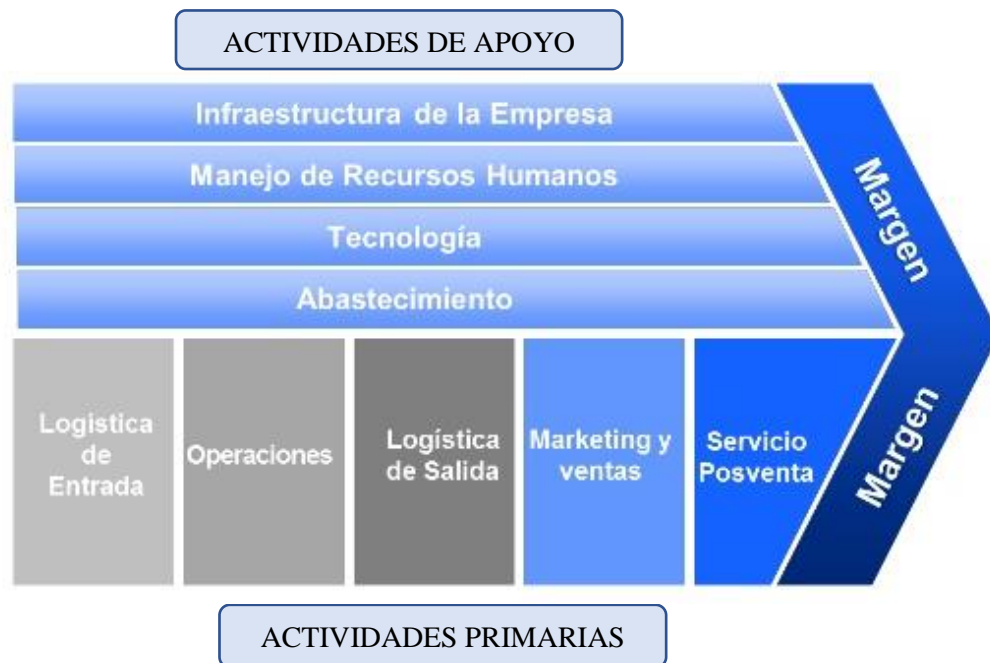 ACTIVIDADES DE APOYO
Infraestructura de la Empresa
Manejo de Recursos Humanos
Tecnología
Abastecimiento
Margen
Margen
Logistica
de
Entrada
Operaciones
Logística
de Salida
Marketing y
ventas
Servicio
Posventa
ACTIVIDADES PRIMARIAS